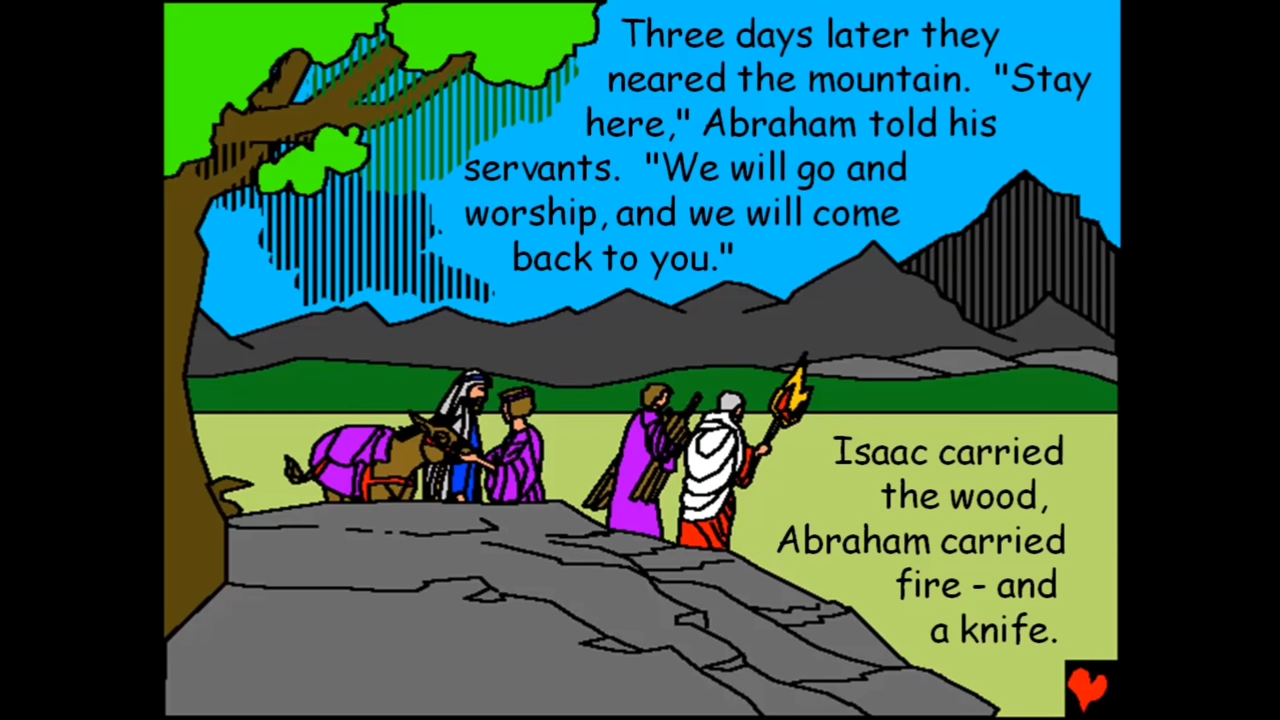 Three days later they
neared the mountain. "Stay
here," Abraham told his
servants. "We will go and
worship, and we will come
back to you."
Isaac carried
the wood,
Abraham carried
fire - and
a knife.